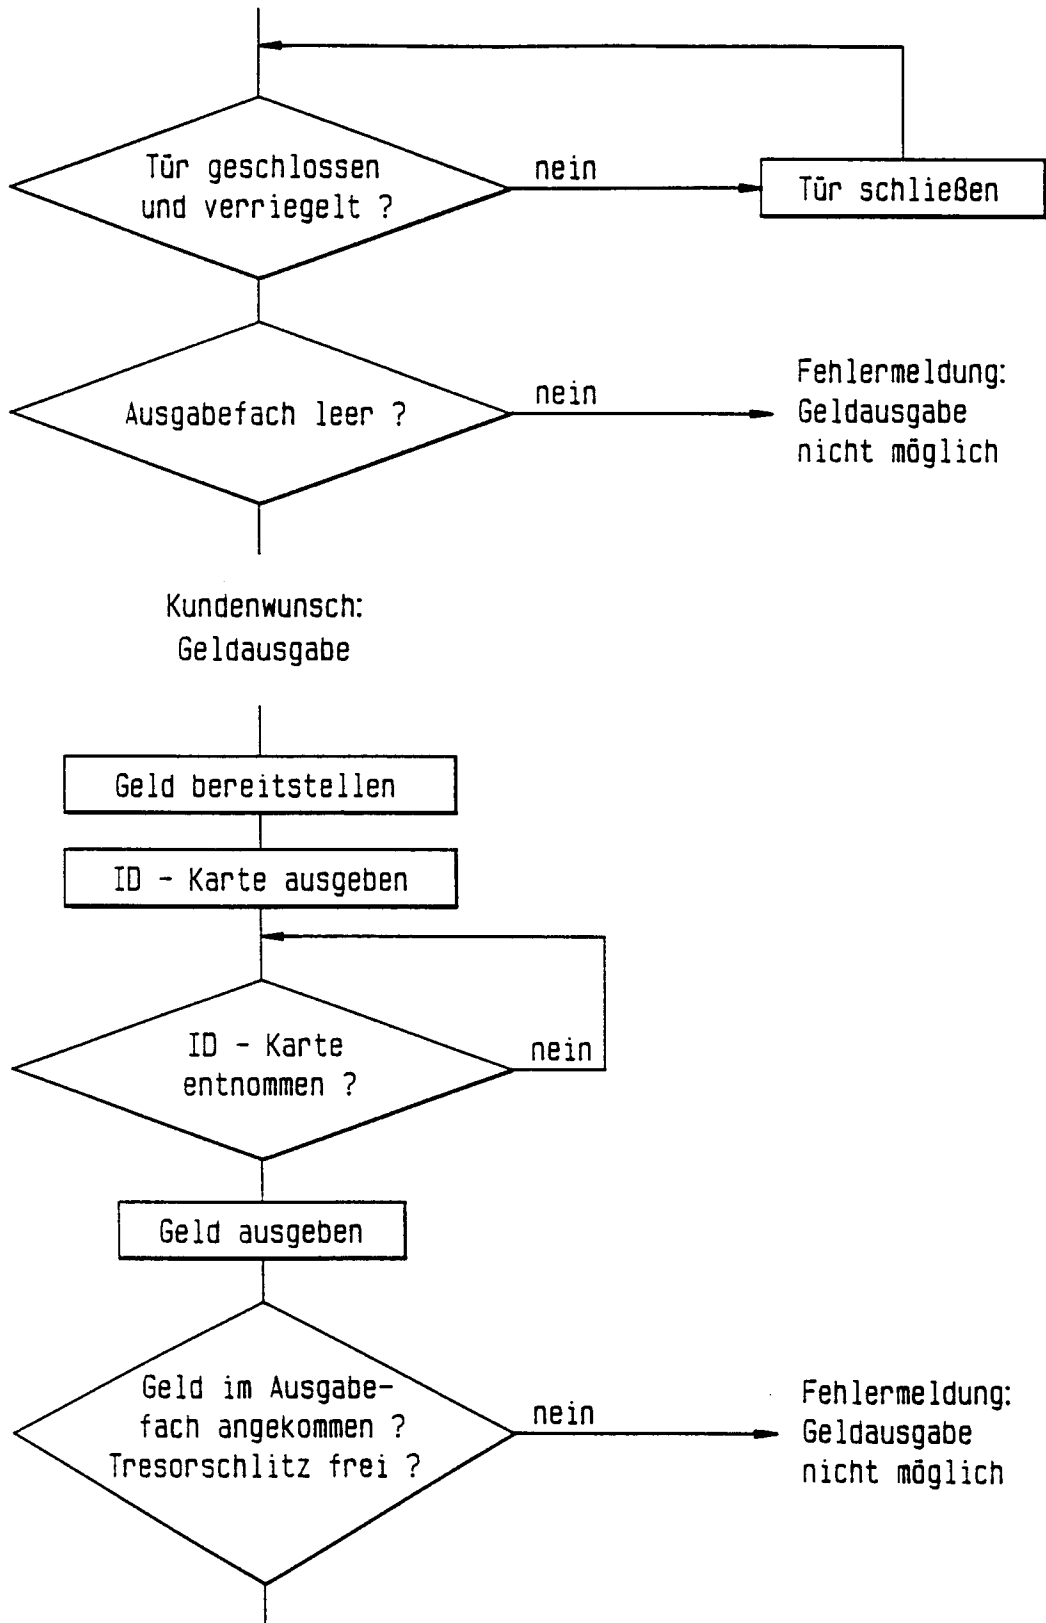 Tür geschlossen
und verriegelt ?
nein
Tür schließen
Ausgabefach leer ?
nein
Fehlermeldung:
Geldausgabe
nicht möglich
Kundenwunsch:
Geldausgabe
Geld bereitstellen
ID - Karte ausgeben
ID - Karte
entnommen ?
nein
Geld ausgeben
Geld im Ausgabe-
fach angekommen ?
Tresorschlitz frei ?
nein
Fehlermeldung:
Geldausgabe
nicht möglich